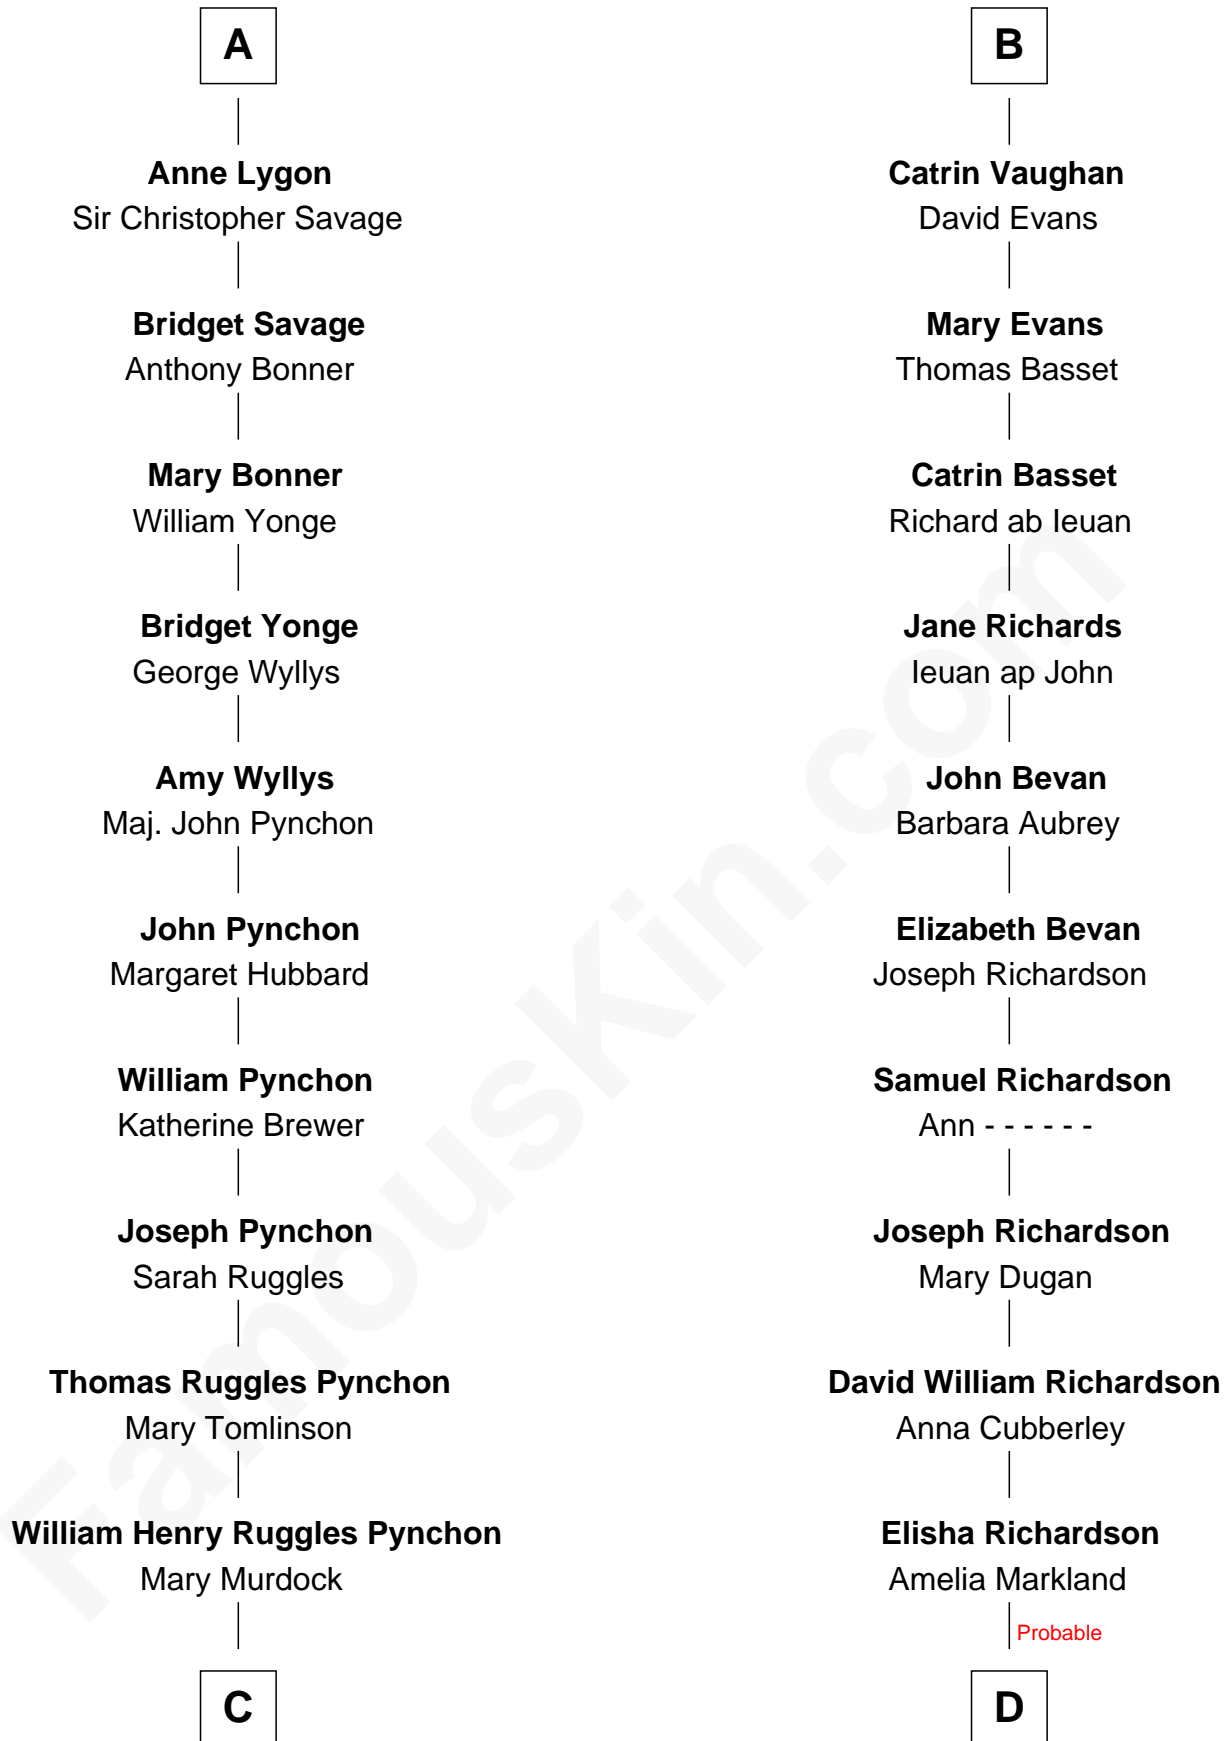 A
Anne Lygon
Sir Christopher Savage
Bridget Savage
Anthony Bonner
Mary Bonner
William Yonge
Bridget Yonge
George Wyllys
Amy Wyllys
Maj. John Pynchon
John Pynchon
Margaret Hubbard
William Pynchon
Katherine Brewer
Joseph Pynchon
Sarah Ruggles
Thomas Ruggles Pynchon
Mary Tomlinson
William Henry Ruggles Pynchon
Mary Murdock
C
B
Catrin Vaughan
David Evans
Mary Evans
Thomas Basset
Catrin Basset
Richard ab Ieuan
Jane Richards
Ieuan ap John
John Bevan
Barbara Aubrey
Elizabeth Bevan
Joseph Richardson
Samuel Richardson
Ann - - - - - -
Joseph Richardson
Mary Dugan
David William Richardson
Anna Cubberley
Elisha Richardson
Amelia Markland
Probable
D
FamousKin.com